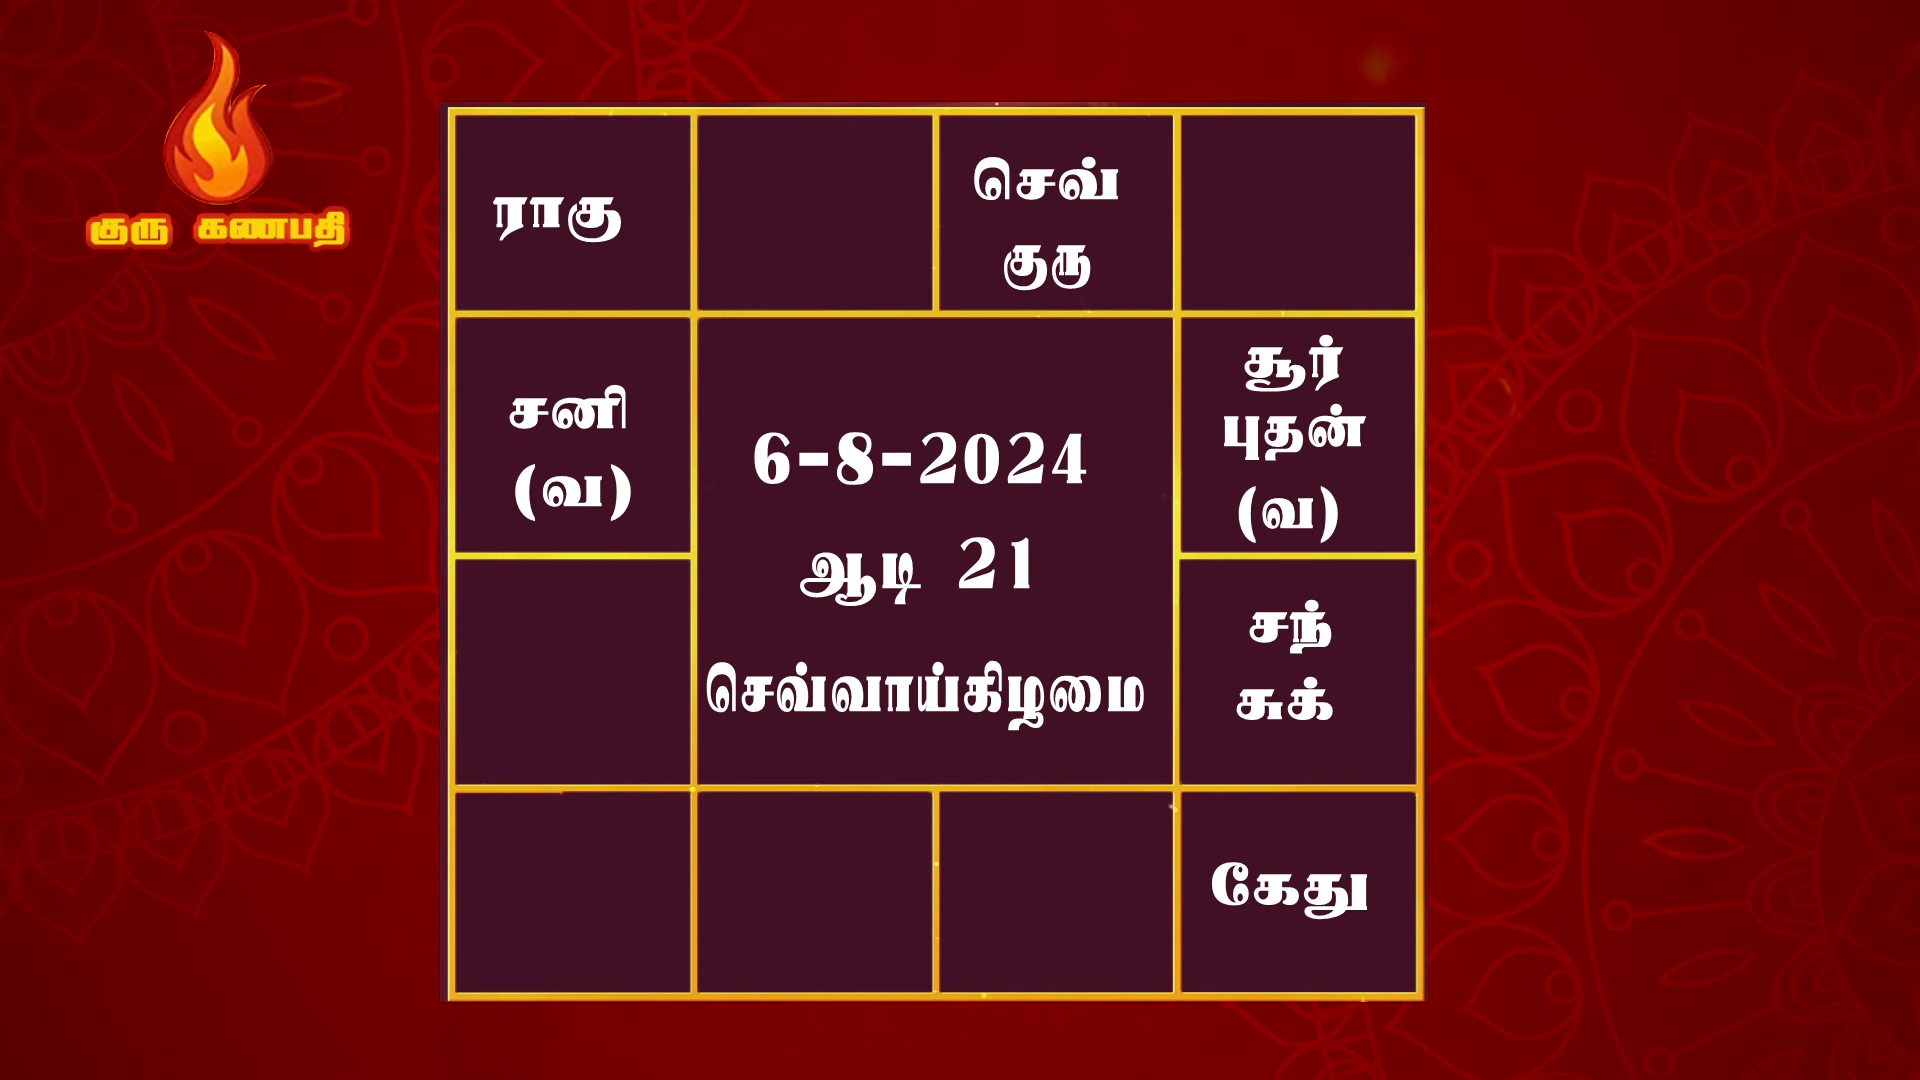 குரு கணபதி
ராகு
செவ்
குரு
சனி
(வ)
6-8-2024
ஆடி 21
செவ்வாய்கிழமை
சூர்
புதன்
(வ)
சந்
சுக்
கேது